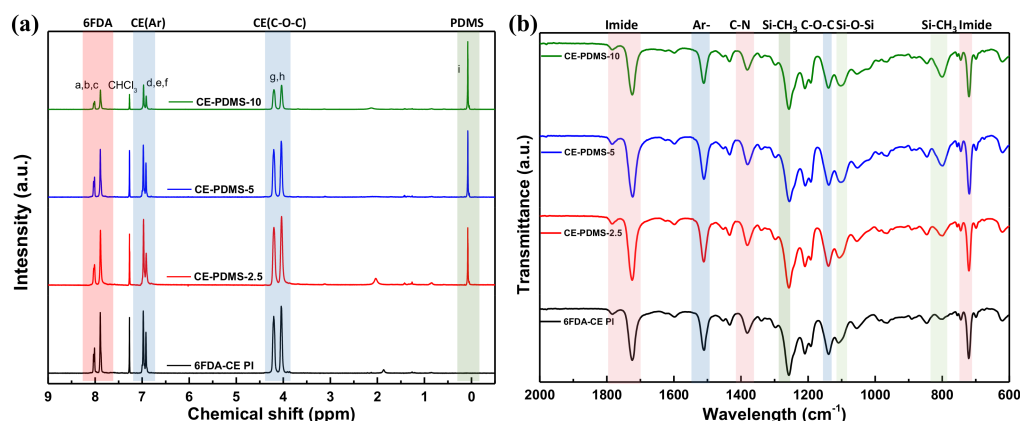 (a)
6FDA CE(Ar) CE(C-O-C) PDMS
a,b,c CHCl3 d,e,f g,h i
CE-PDMS-10
CE-PDMS-5
CE-PDMS-2.5
6FDA-CE PI
Intensity (a.u.)
9 8 7 6 5 4 3 2 1 0
Chemical shift (ppm)
(b)
Imide Ar- C-N Si-CH3 C-O-C Si-O-Si Si-CH3 Imide
CE-PDMS-10
CE-PDMS-5
CE-PDMS-2.5
6FDA-CE PI
Transmittance (a.u.)
2000 1800 1600 1400 1200 1000 800 600
Wavelength (cm-1)